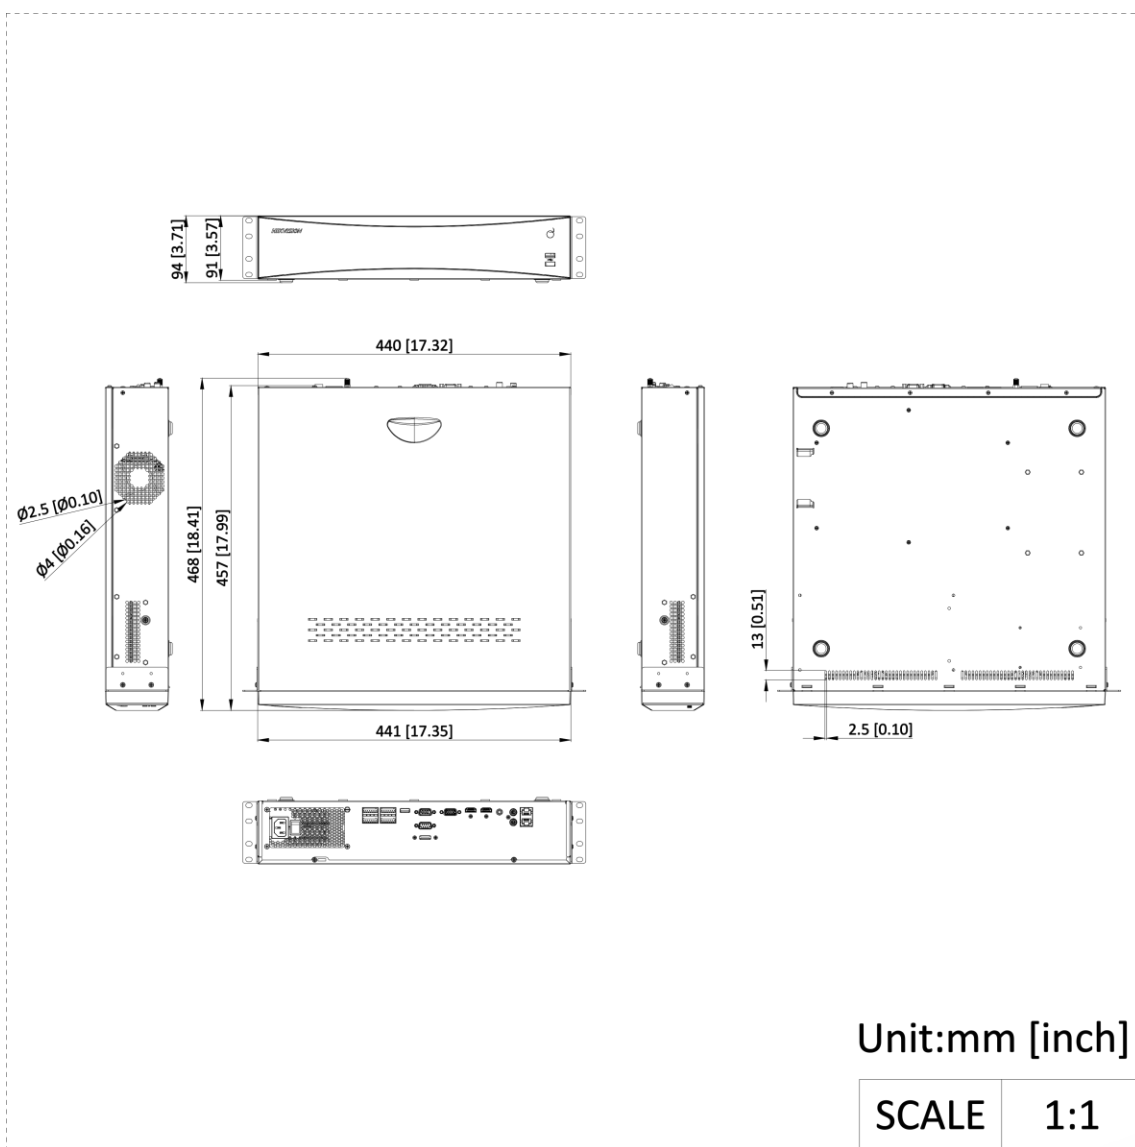 94 [3.71]
91 [3.57]
HIKVISION
440 [17.32]
Ø2.5 [Ø0.10]
Ø4 [Ø0.16]
468 [18.41]
457 [17.99]
13 [0.51]
441 [17.35]
2.5 [0.10]
Unit:mm [inch]
SCALE 1:1